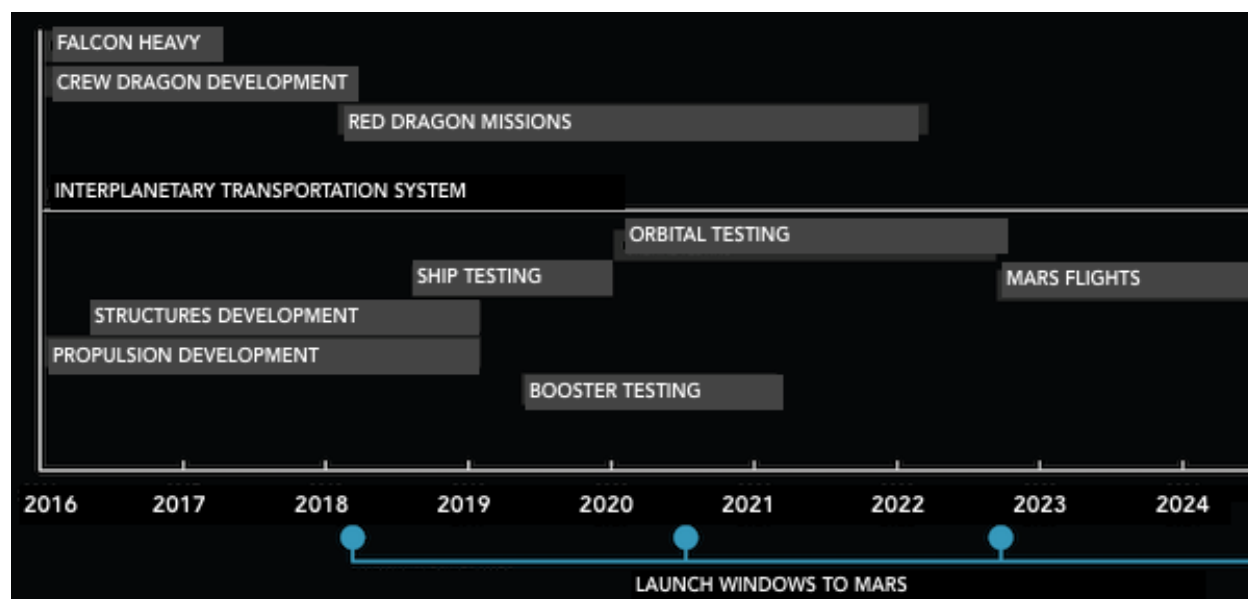 FALCON HEAVY
CREW DRAGON DEVELOPMENT
RED DRAGON MISSIONS
INTERPLANETARY TRANSPORTATION SYSTEM
ORBITAL TESTING
SHIP TESTING
MARS FLIGHTS
STRUCTURES DEVELOPMENT
PROPULSION DEVELOPMENT
BOOSTER TESTING
2016 2017 2018 2019 2020 2021 2022 2023 2024
LAUNCH WINDOWS TO MARS